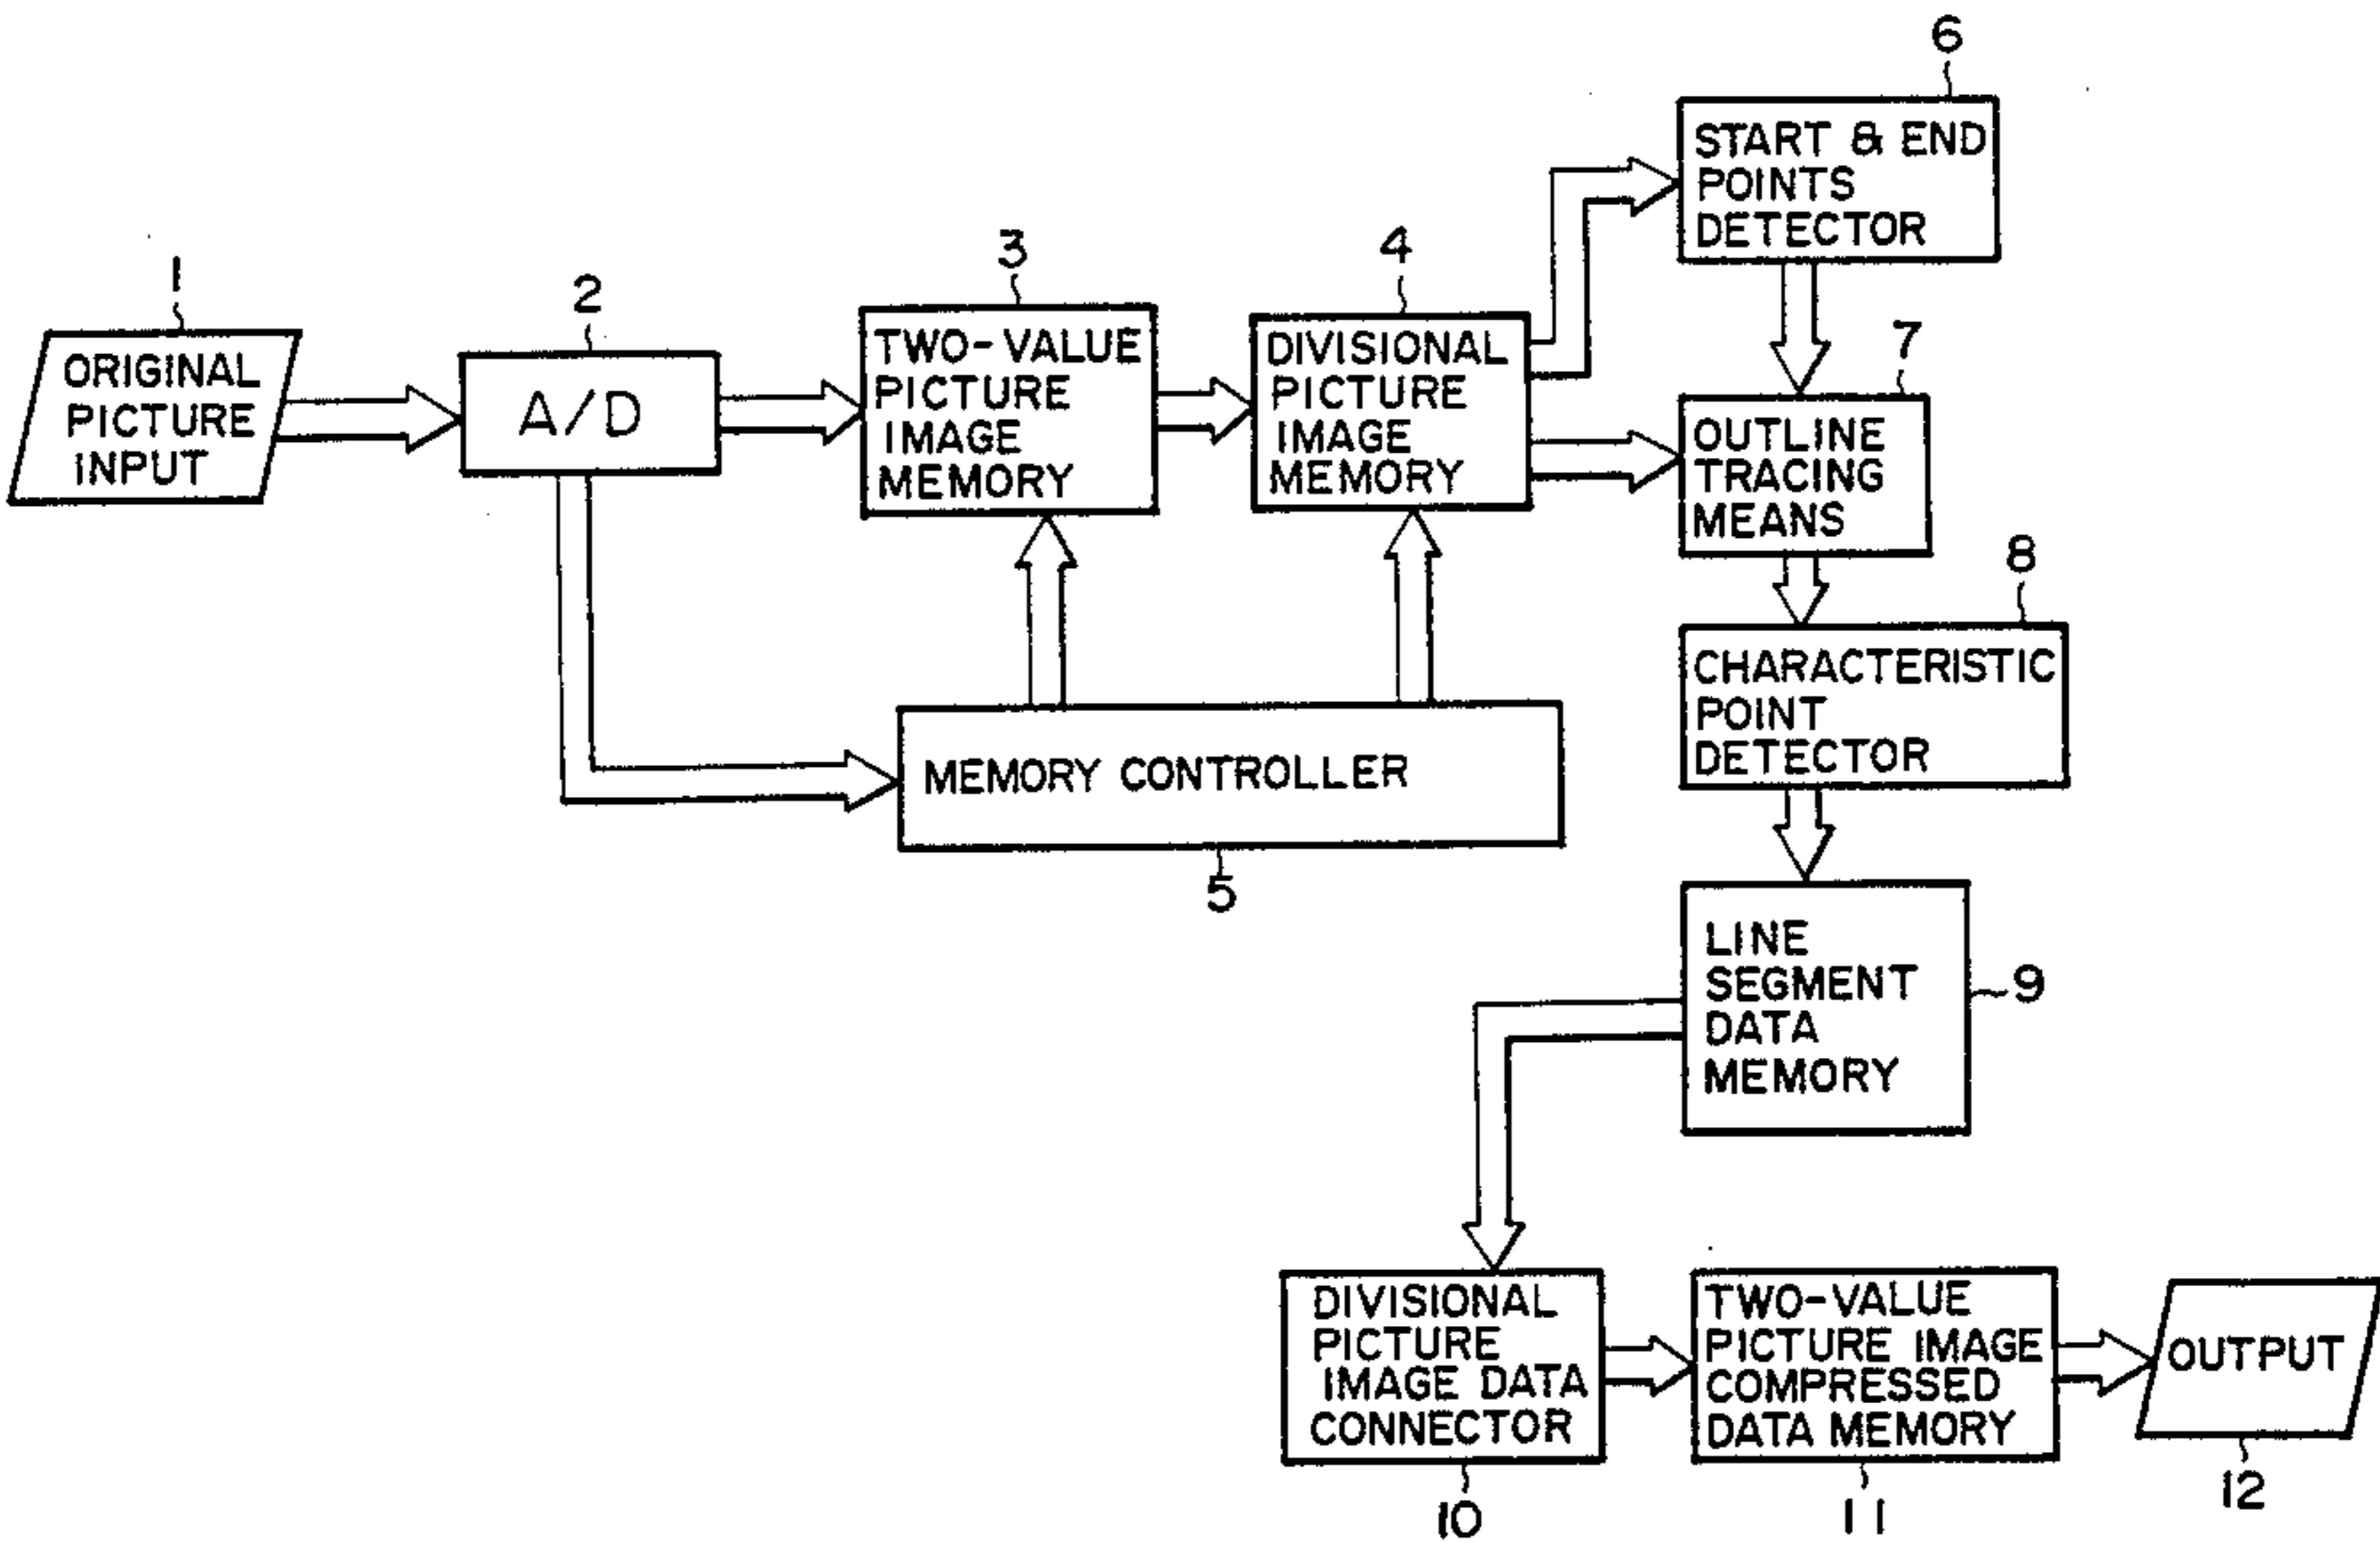 1
ORIGINAL
PICTURE
INPUT
2
A/D
3
TWO-VALUE
PICTURE
IMAGE
MEMORY
4
DIVISIONAL
PICTURE
IMAGE
MEMORY
MEMORY CONTROLLER
5
6
START & END
POINTS
DETECTOR
7
OUTLINE
TRACING
MEANS
8
CHARACTERISTIC
POINT
DETECTOR
LINE
SEGMENT
DATA
MEMORY
9
DIVISIONAL
PICTURE
IMAGE DATA
CONNECTOR
10
TWO-VALUE
PICTURE IMAGE
COMPRESSED
DATA MEMORY
11
OUTPUT
12